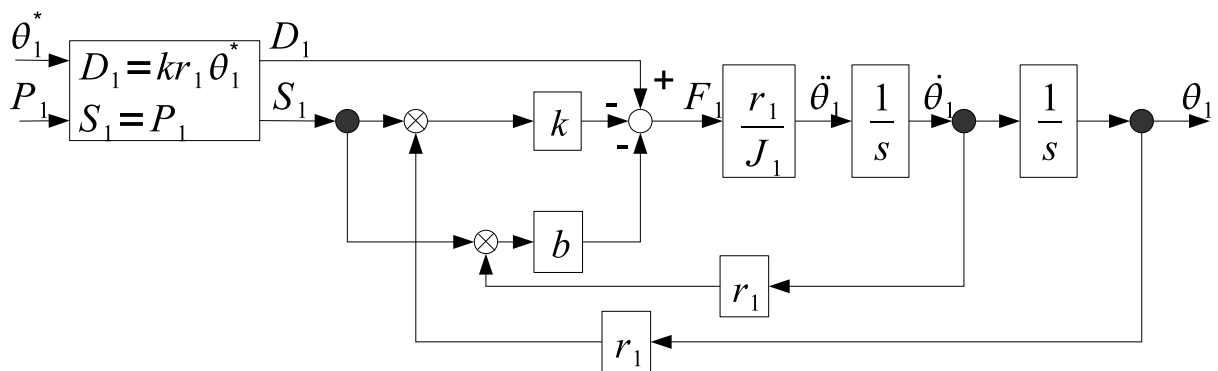 θ₁*
P₁
D₁=kr₁θ₁*
S₁=P₁
D₁
S₁
k
b
+
-
-
F₁
r₁
J₁
θ̈₁
1
s
θ̇₁
1
s
θ₁
r₁
r₁